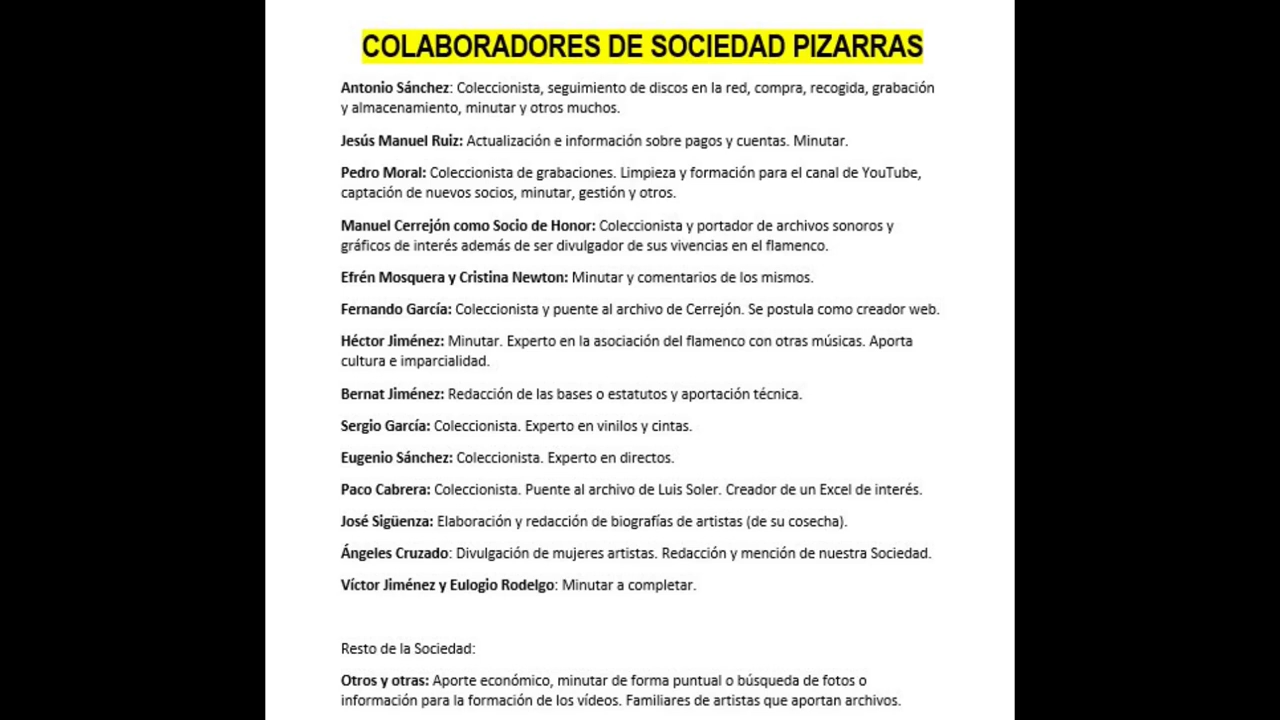 COLABORADORES DE SOCIEDAD PIZARRAS
Antonio Sánchez: Coleccionista, seguimiento de discos en la red, compra, recogida, grabación
y almacenamiento, minutar y otros muchos.
Jesús Manuel Ruiz: Actualización e información sobre pagos y cuentas. Minutar.
Pedro Moral: Coleccionista de grabaciones. Limpieza y formación para el canal de YouTube,
captación de nuevos socios, minutar, gestión y otros.
Manuel Cerrejón como Socio de Honor: Coleccionista y portador de archivos sonoros y
gráficos de interés además de ser divulgador de sus vivencias en el flamenco.
Efrén Mosquera y Cristina Newton: Minutar y comentarios de los mismos.
Fernando García: Coleccionista y puente al archivo de Cerrejón. Se postula como creador web.
Héctor Jiménez: Minutar. Experto en la asociación del flamenco con otras músicas. Aporta
cultura e imparcialidad.
Bernat Jiménez: Redacción de las bases o estatutos y aportación técnica.
Sergio García: Coleccionista. Experto en vinilos y cintas.
Eugenio Sánchez: Coleccionista. Experto en directos.
Paco Cabrera: Coleccionista. Puente al archivo de Luis Soler. Creador de un Excel de interés.
José Sigüenza: Elaboración y redacción de biografías de artistas (de su cosecha).
Ángeles Cruzado: Divulgación de mujeres artistas. Redacción y mención de nuestra Sociedad.
Víctor Jiménez y Eulogio Rodelgo: Minutar a completar.
Resto de la Sociedad:
Otros y otras: Aporte económico, minutar de forma puntual o búsqueda de fotos o
información para la formación de los vídeos. Familiares de artistas que aportan archivos.